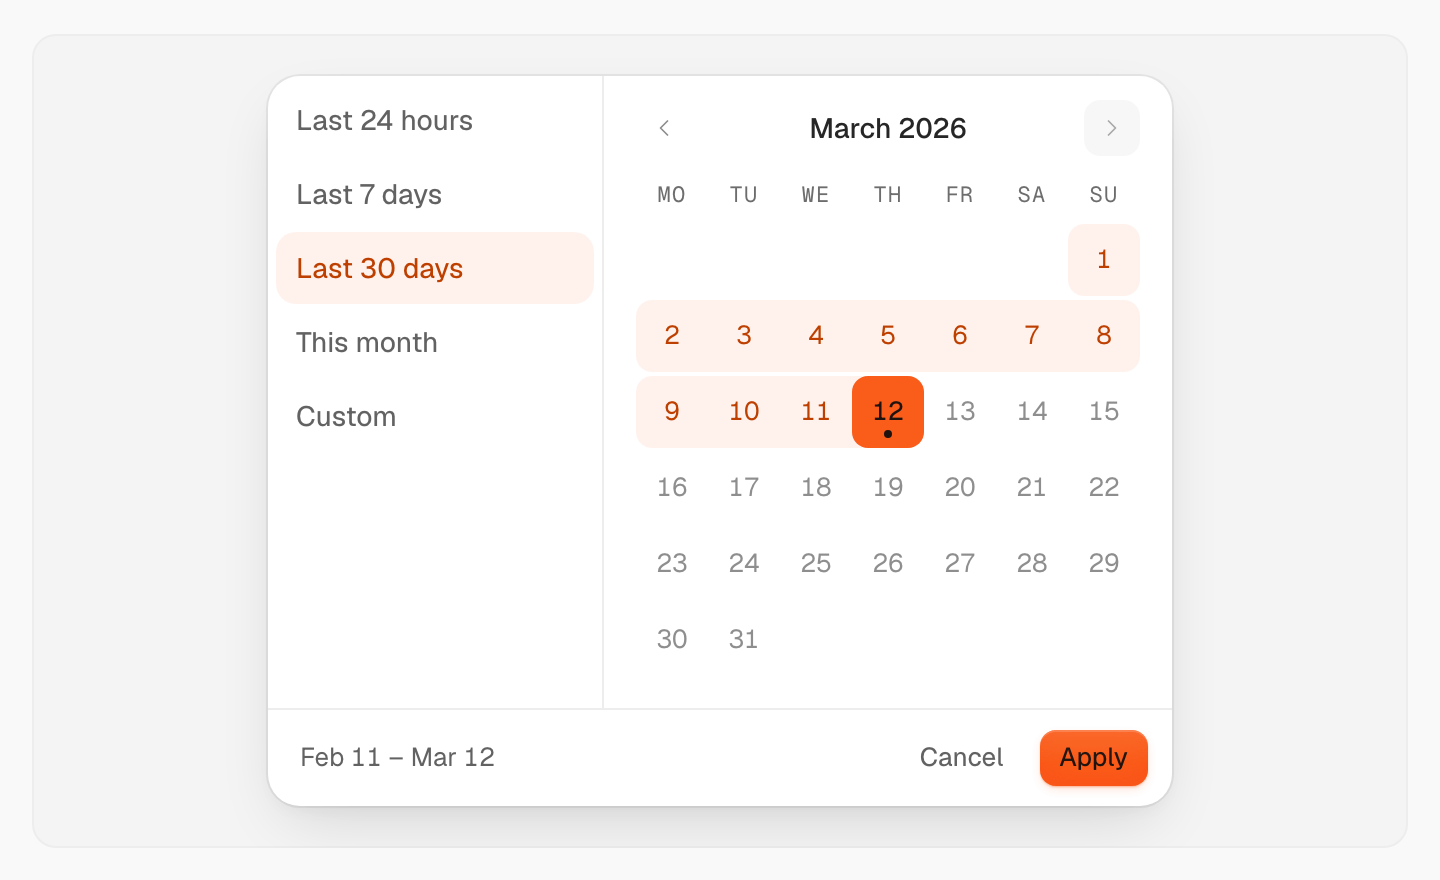 Last 24 hours
Last 7 days
Last 30 days
This month
Custom
March 2026
MO TU WE TH FR SA SU
1
2 3 4 5 6 7 8
9 10 11 12 13 14 15
16 17 18 19 20 21 22
23 24 25 26 27 28 29
30 31
Feb 11 – Mar 12
Cancel
Apply